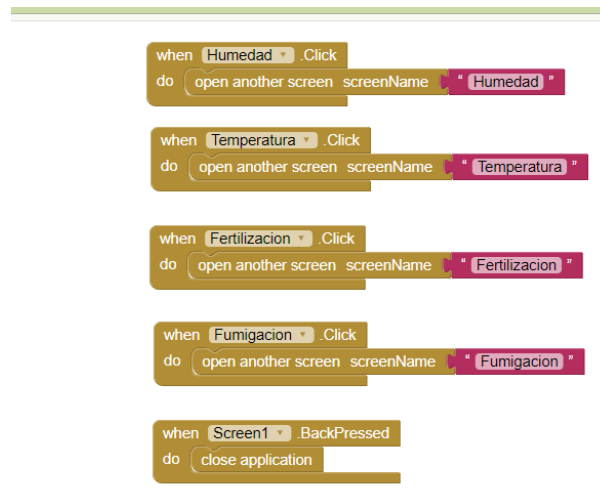 when Humedad .Click
do open another screen screenName " Humedad "
when Temperatura .Click
do open another screen screenName " Temperatura "
when Fertilizacion .Click
do open another screen screenName " Fertilizacion "
when Fumigacion .Click
do open another screen screenName " Fumigacion "
when Screen1 .BackPressed
do close application